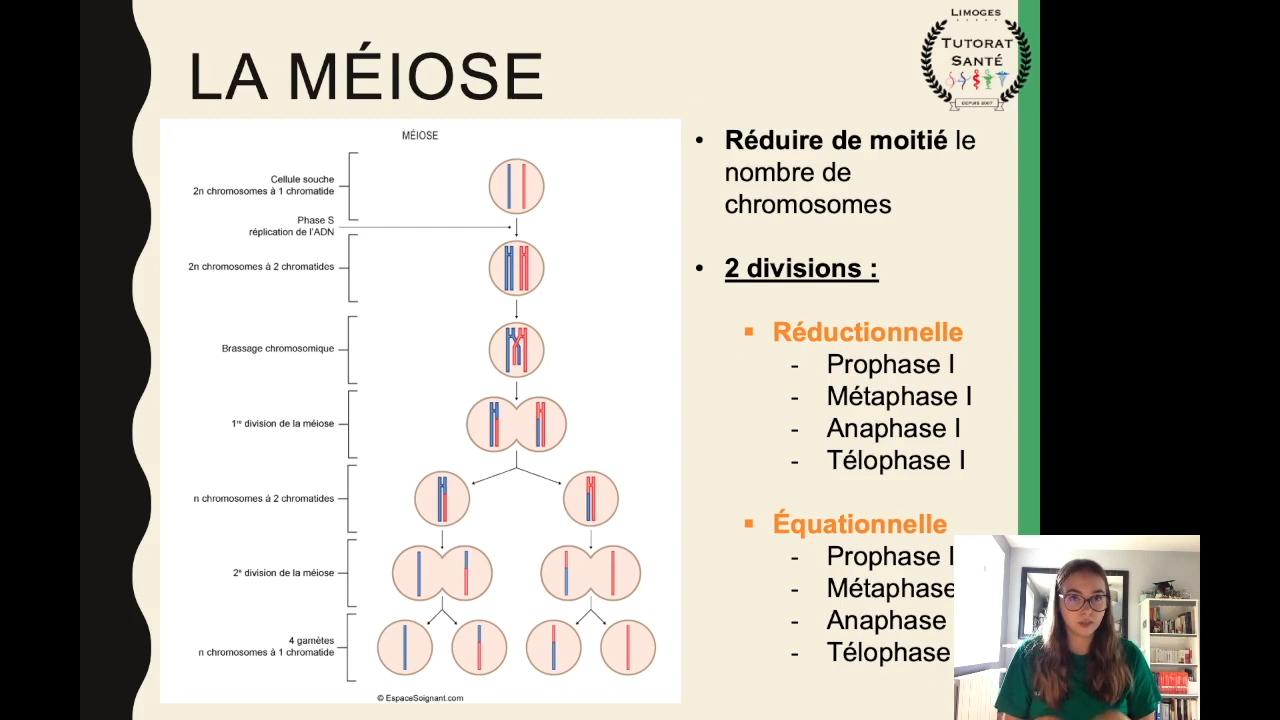 LIMOGES
TUTORAT
SANTÉ
DEPUIS 2007
LA MÉIOSE
MÉIOSE
Cellule souche
2n chromosomes à 1 chromatide
Phase S
réplication de l'ADN
2n chromosomes à 2 chromatides
Brassage chromosomique
1re division de la méiose
n chromosomes à 2 chromatides
2e division de la méiose
4 gamètes
n chromosomes à 1 chromatide
© EspaceSoignant.com
• Réduire de moitié le
nombre de
chromosomes
• 2 divisions :
▪ Réductionnelle
- Prophase I
- Métaphase I
- Anaphase I
- Télophase I
▪ Équationnelle
- Prophase I
- Métaphase
- Anaphase
- Télophase